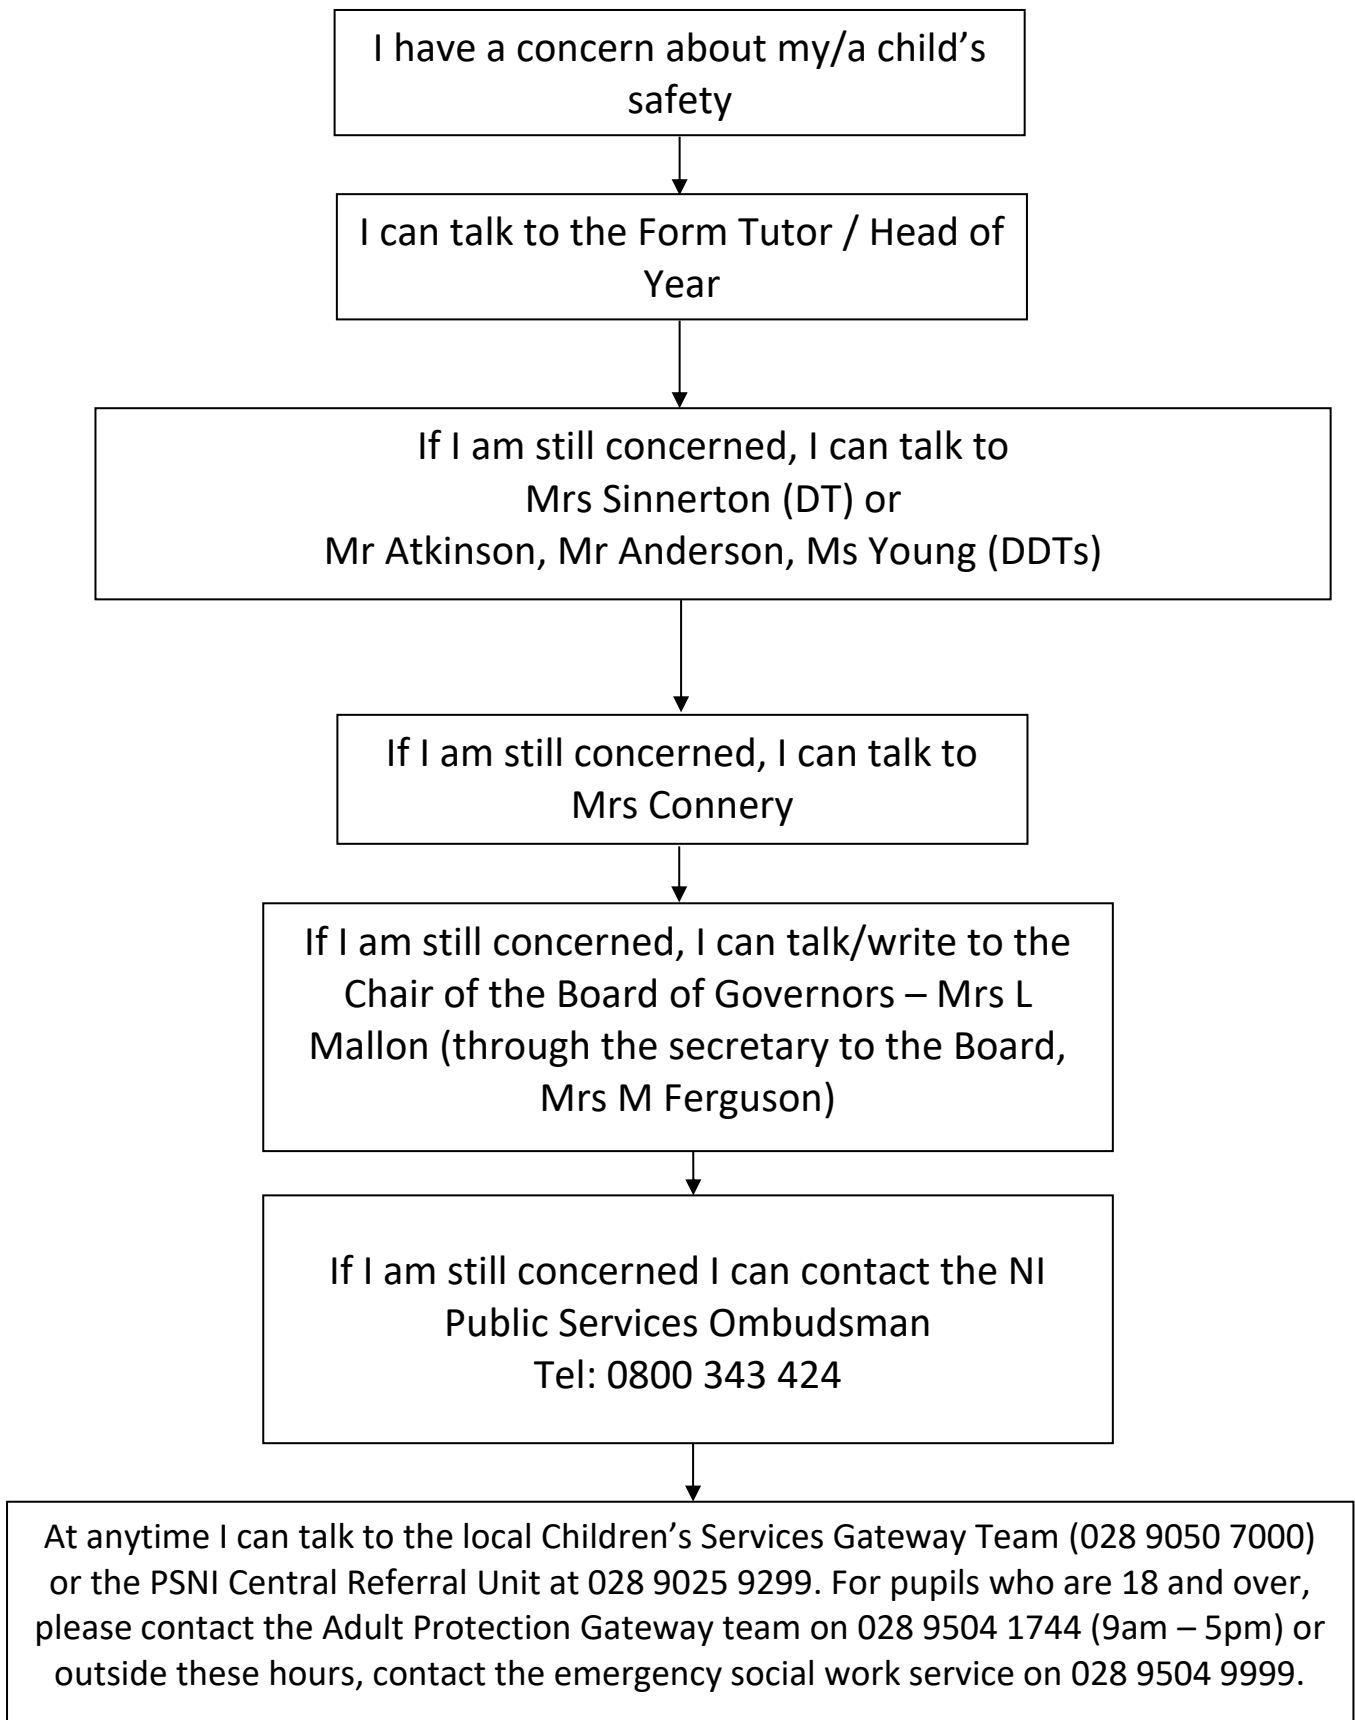 I have a concern about my/a child’s
safety
I can talk to the Form Tutor / Head of
Year
If I am still concerned, I can talk to
Mrs Sinnerton (DT) or
Mr Atkinson, Mr Anderson, Ms Young (DDTs)
If I am still concerned, I can talk to
Mrs Connery
If I am still concerned, I can talk/write to the
Chair of the Board of Governors – Mrs L
Mallon (through the secretary to the Board,
Mrs M Ferguson)
If I am still concerned I can contact the NI
Public Services Ombudsman
Tel: 0800 343 424
At anytime I can talk to the local Children’s Services Gateway Team (028 9050 7000)
or the PSNI Central Referral Unit at 028 9025 9299. For pupils who are 18 and over,
please contact the Adult Protection Gateway team on 028 9504 1744 (9am – 5pm) or
outside these hours, contact the emergency social work service on 028 9504 9999.